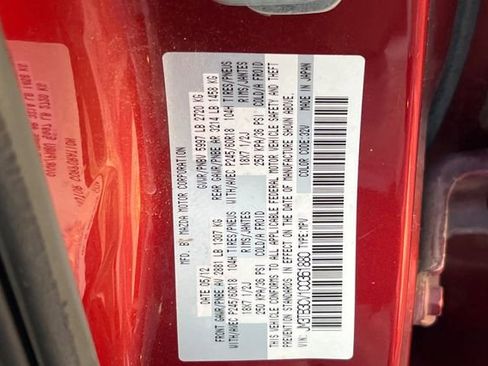 MFD. BY MAZDA MOTOR CORPORATION
DATE 05/12 GVWR/PNBV 5997 LB 2720 KG
FRONT GAWR/PNBE AV 2881 LB 1307 KG REAR GAWR/PNBE AR 3214 LB 1458 KG
WITH/AVEC P245/60R18 104H TIRES/PNEUS WITH/AVEC P245/60R18 104H TIRES/PNEUS
18X7 1/2J RIMS/JANTES 18X7 1/2J RIMS/JANTES
250 KPA/36 PSI COLD/A FROID 250 KPA/36 PSI COLD/A FROID
THIS VEHICLE CONFORMS TO ALL APPLICABLE FEDERAL MOTOR VEHICLE SAFETY AND THEFT
PREVENTION STANDARDS IN EFFECT ON THE DATE OF MANUFACTURE SHOWN ABOVE.
VIN: JM3TB3CV1C0361880 TYPE: MPV COLOR CODE: 32V MADE IN JAPAN